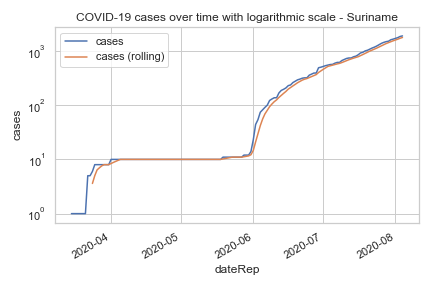 COVID-19 cases over time with logarithmic scale - Suriname
cases
cases (rolling)
10³
10²
10¹
10⁰
cases
2020-04
2020-05
2020-06
2020-07
2020-08
dateRep